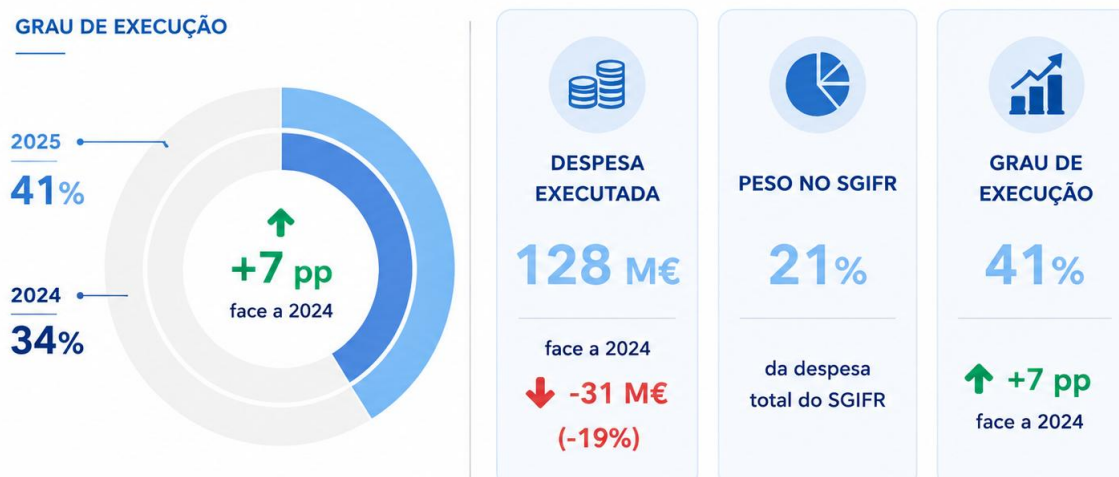 GRAU DE EXECUÇÃO
2025
41%
2024
34%
+7 pp
face a 2024
DESPESA
EXECUTADA
128 M€
face a 2024
-31 M€
(-19%)
PESO NO SGIFR
21%
da despesa
total do SGIFR
GRAU DE
EXECUÇÃO
41%
+7 pp
face a 2024